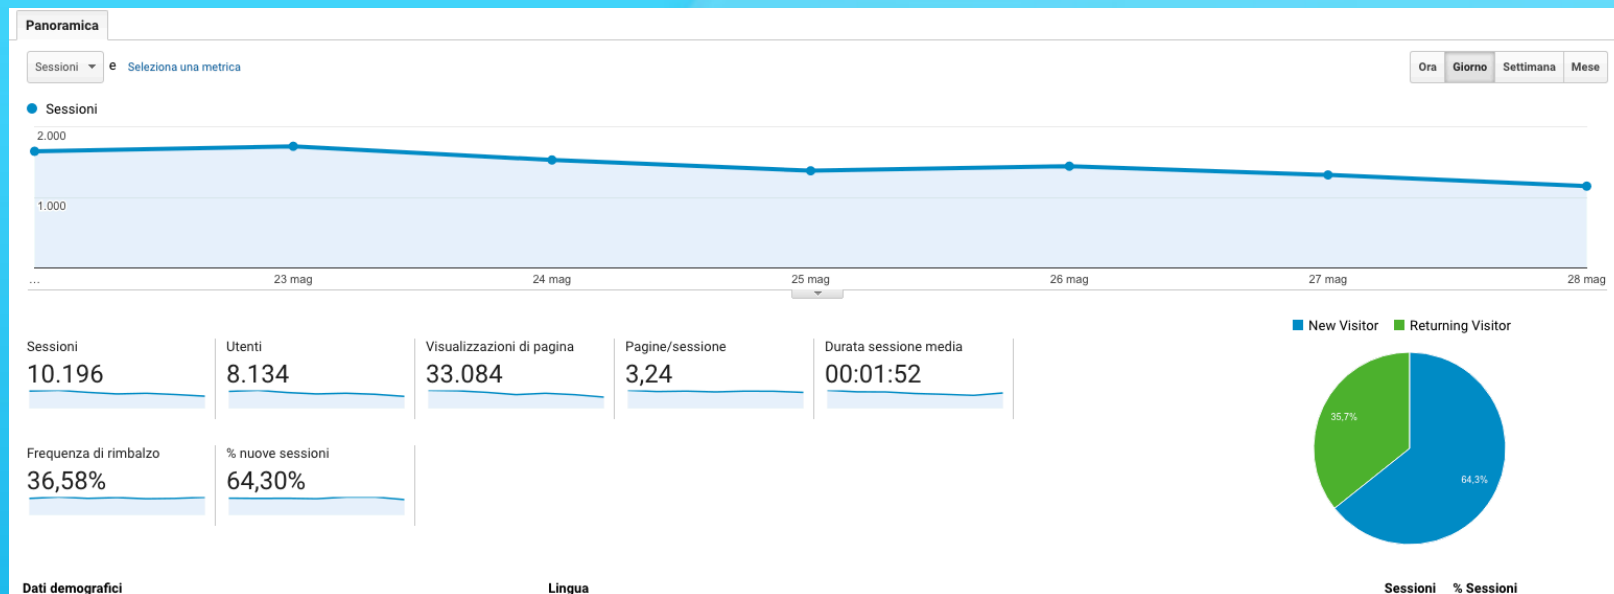 Panoramica
Sessioni e Seleziona una metrica
Ora Giorno Settimana Mese
Sessioni
2.000
1.000
... 23 mag 24 mag 25 mag 26 mag 27 mag 28 mag
New Visitor Returning Visitor
Sessioni
10.196
Utenti
8.134
Visualizzazioni di pagina
33.084
Pagine/sessione
3,24
Durata sessione media
00:01:52
Frequenza di rimbalzo
36,58%
% nuove sessioni
64,30%
35,7%
64,3%
Dati demografici Lingua Sessioni % Sessioni